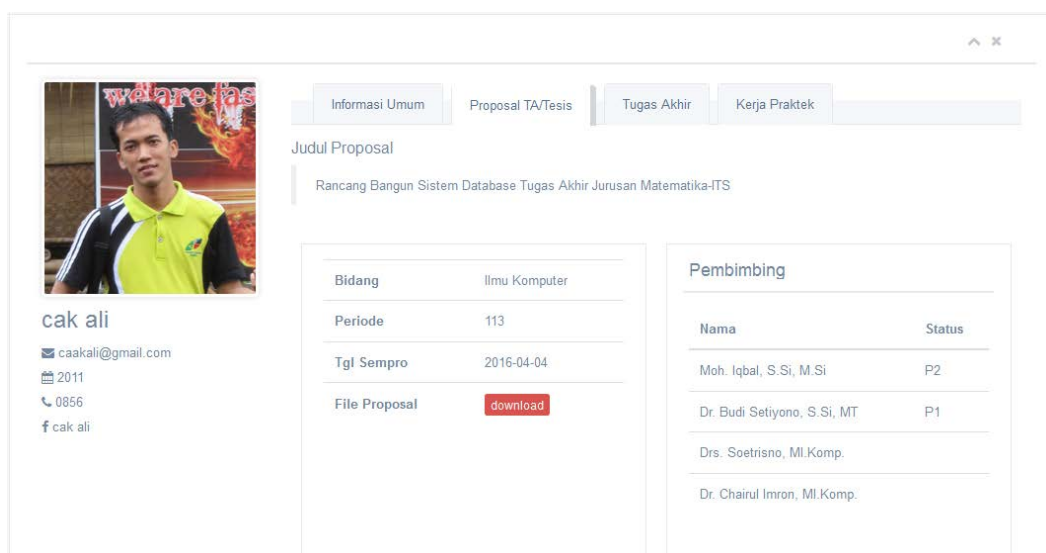 welfare fas
cak ali
caakali@gmail.com
2011
0856
cak ali
Informasi Umum
Proposal TA/Tesis
Tugas Akhir
Kerja Praktek
Judul Proposal
Rancang Bangun Sistem Database Tugas Akhir Jurusan Matematika-ITS
Bidang Ilmu Komputer
Periode 113
Tgl Sempro 2016-04-04
File Proposal download
Pembimbing
Nama Status
Moh. Iqbal, S.Si, M.Si P2
Dr. Budi Setiyono, S.Si, MT P1
Drs. Soetrisno, MI.Komp.
Dr. Chairul Imron, MI.Komp.